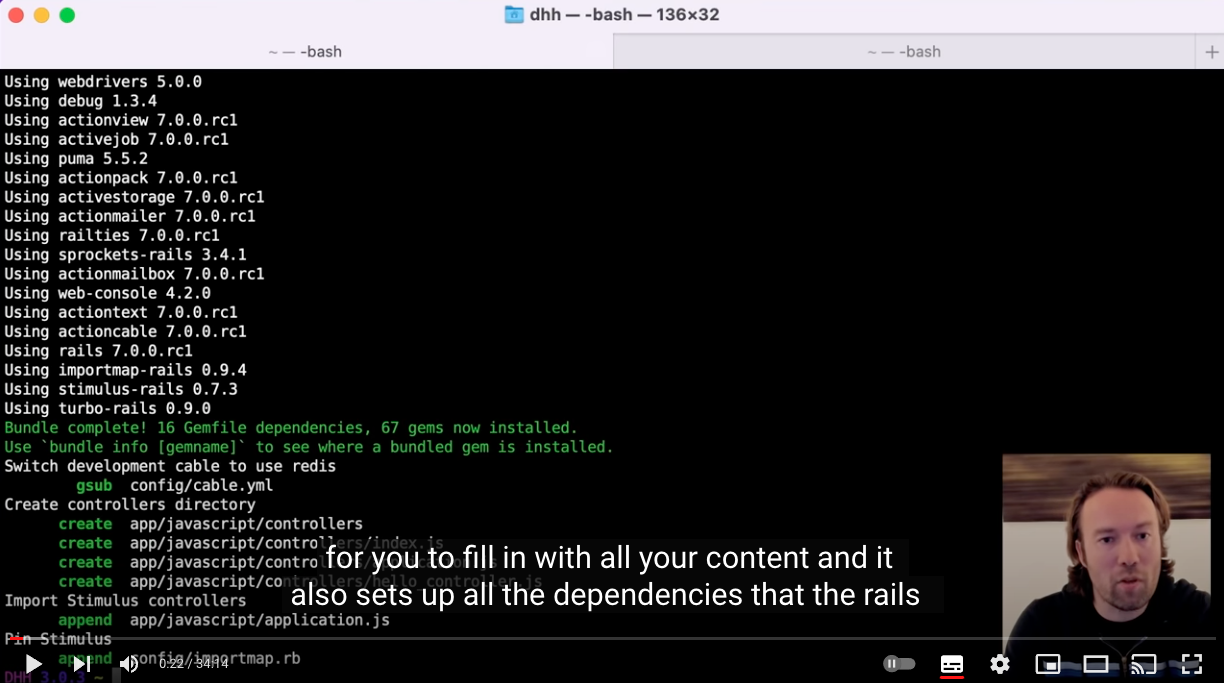 dhh — -bash — 136×32
~ — -bash
~ — -bash
+
Using webdrivers 5.0.0
Using debug 1.3.4
Using actionview 7.0.0.rc1
Using activejob 7.0.0.rc1
Using puma 5.5.2
Using actionpack 7.0.0.rc1
Using activestorage 7.0.0.rc1
Using actionmailer 7.0.0.rc1
Using railties 7.0.0.rc1
Using sprockets-rails 3.4.1
Using actionmailbox 7.0.0.rc1
Using web-console 4.2.0
Using actiontext 7.0.0.rc1
Using actioncable 7.0.0.rc1
Using rails 7.0.0.rc1
Using importmap-rails 0.9.4
Using stimulus-rails 0.7.3
Using turbo-rails 0.9.0
Bundle complete! 16 Gemfile dependencies, 67 gems now installed.
Use `bundle info [gemname]` to see where a bundled gem is installed.
Switch development cable to use redis
gsub config/cable.yml
Create controllers directory
create app/javascript/controllers
create app/javascript/controllers/index.js
create
create app/javascript/controllers/hello_controller.js
for you to fill in with all your content and it
also sets up all the dependencies that the rails
Import Stimulus controllers
append app/javascript/application.js
Pin Stimulus
append config/importmap.rb
0:22 / 34:14
DHH 3.0.3 ~